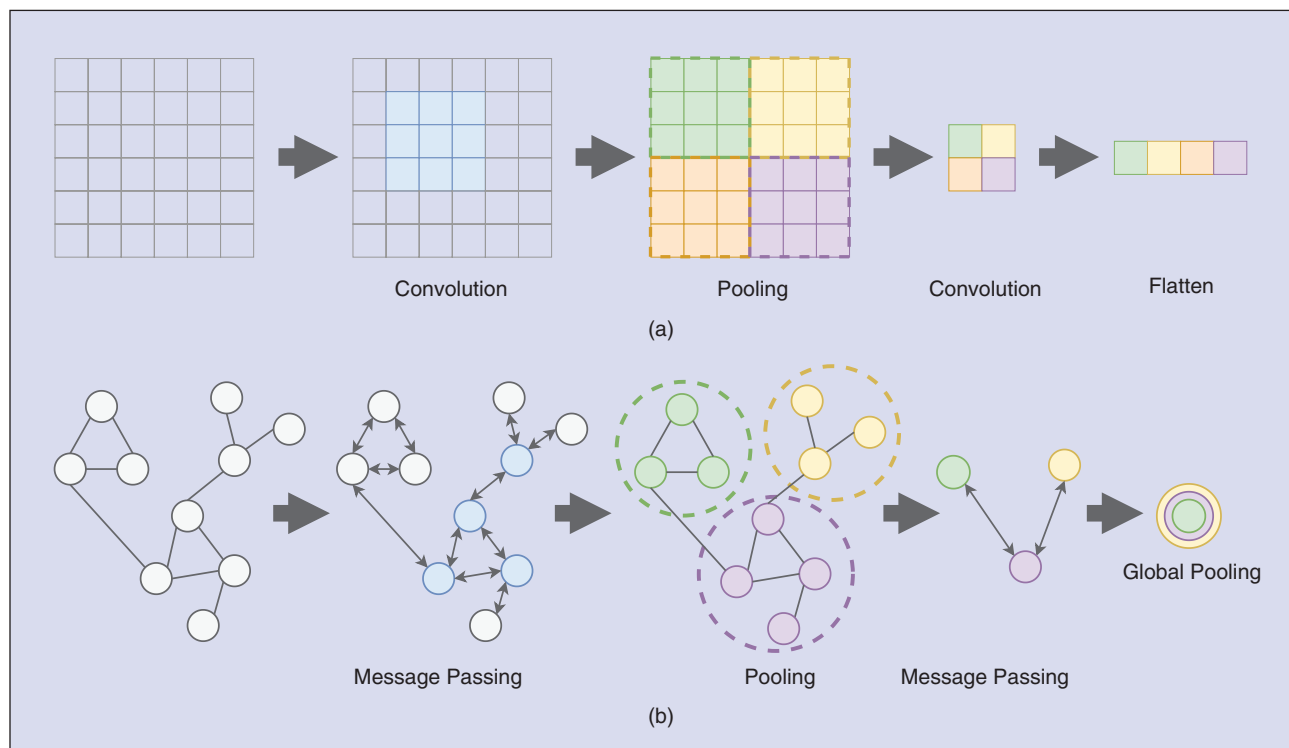 Convolution Pooling Convolution Flatten
(a)
Global Pooling
Message Passing Pooling Message Passing
(b)